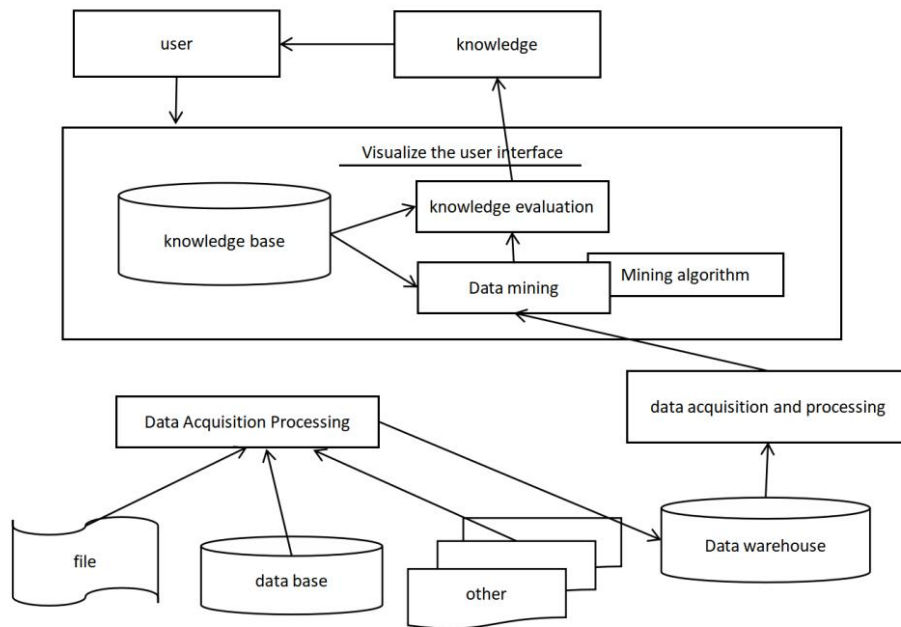 user
knowledge
Visualize the user interface
knowledge evaluation
knowledge base
Mining algorithm
Data mining
data acquisition and processing
Data Acquisition Processing
Data warehouse
file
data base
other